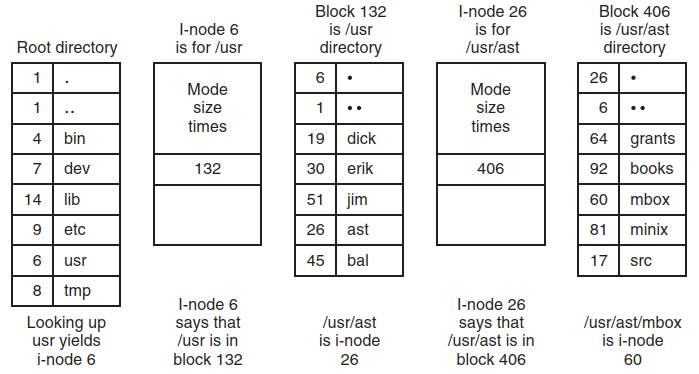 Root directory
1 .
1 ..
4 bin
7 dev
14 lib
9 etc
6 usr
8 tmp
Looking up
usr yields
i-node 6
I-node 6
is for /usr
Mode
size
times
132
I-node 6
says that
/usr is in
block 132
Block 132
is /usr
directory
6 •
1 ••
19 dick
30 erik
51 jim
26 ast
45 bal
/usr/ast
is i-node
26
I-node 26
is for
/usr/ast
Mode
size
times
406
I-node 26
says that
/usr/ast is in
block 406
Block 406
is /usr/ast
directory
26 •
6 ••
64 grants
92 books
60 mbox
81 minix
17 src
/usr/ast/mbox
is i-node
60